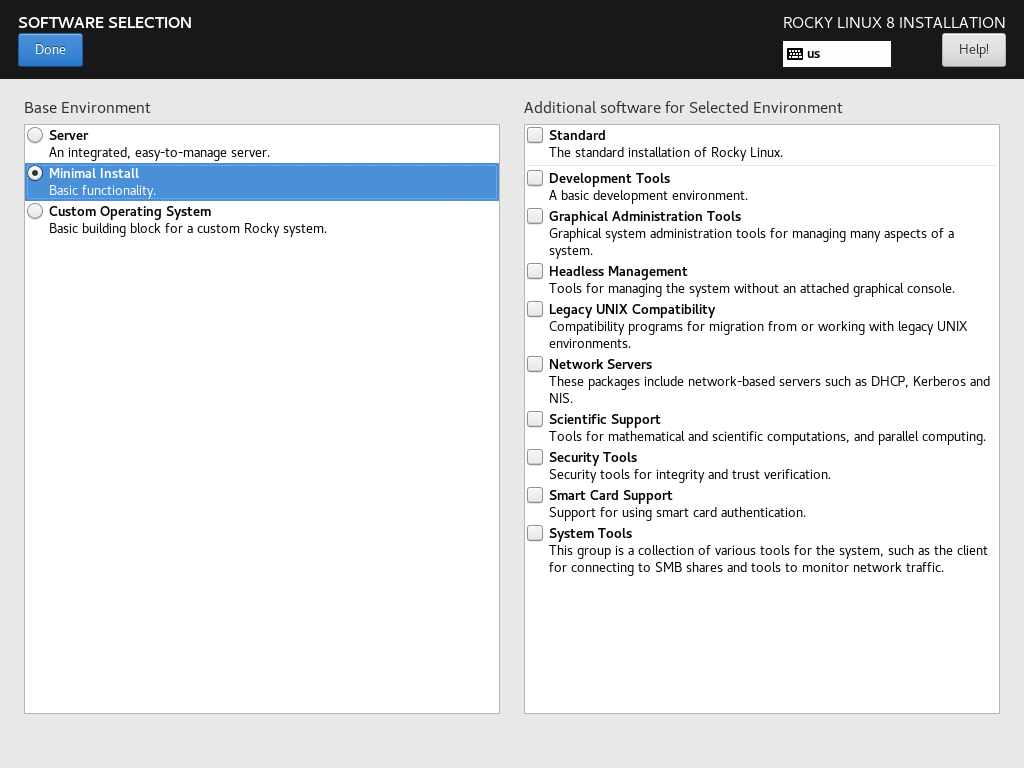 SOFTWARE SELECTION
ROCKY LINUX 8 INSTALLATION
Done
us
Help!
Base Environment
Server
An integrated, easy-to-manage server.
Minimal Install
Basic functionality.
Custom Operating System
Basic building block for a custom Rocky system.
Additional software for Selected Environment
Standard
The standard installation of Rocky Linux.
Development Tools
A basic development environment.
Graphical Administration Tools
Graphical system administration tools for managing many aspects of a
system.
Headless Management
Tools for managing the system without an attached graphical console.
Legacy UNIX Compatibility
Compatibility programs for migration from or working with legacy UNIX
environments.
Network Servers
These packages include network-based servers such as DHCP, Kerberos and
NIS.
Scientific Support
Tools for mathematical and scientific computations, and parallel computing.
Security Tools
Security tools for integrity and trust verification.
Smart Card Support
Support for using smart card authentication.
System Tools
This group is a collection of various tools for the system, such as the client
for connecting to SMB shares and tools to monitor network traffic.